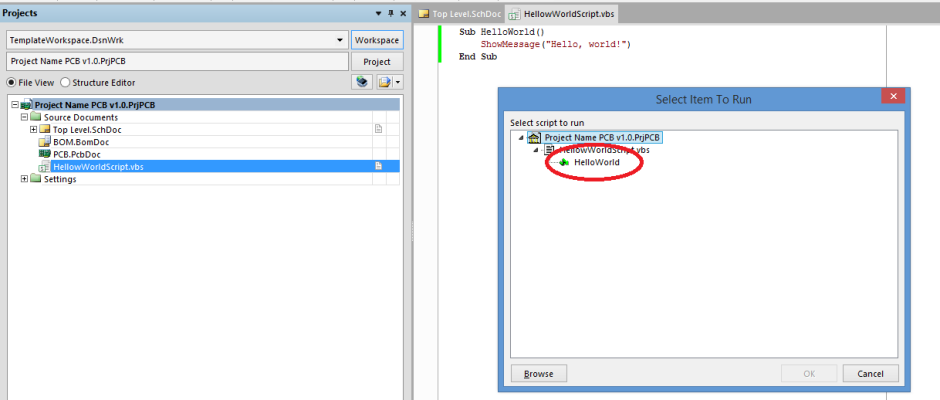 Projects
TemplateWorkspace.DsnWrk
Workspace
Project Name PCB v1.0.PrjPCB
Project
File View
Structure Editor
Project Name PCB v1.0.PrjPCB
Source Documents
Top Level.SchDoc
BOM.BomDoc
PCB.PcbDoc
HellowWorldScript.vbs
Settings
Top Level.SchDoc
HellowWorldScript.vbs
Sub HelloWorld()
ShowMessage("Hello, world!")
End Sub
Select Item To Run
Select script to run
Project Name PCB v1.0.PrjPCB
HellowWorldScript.vbs
HelloWorld
Browse
OK
Cancel